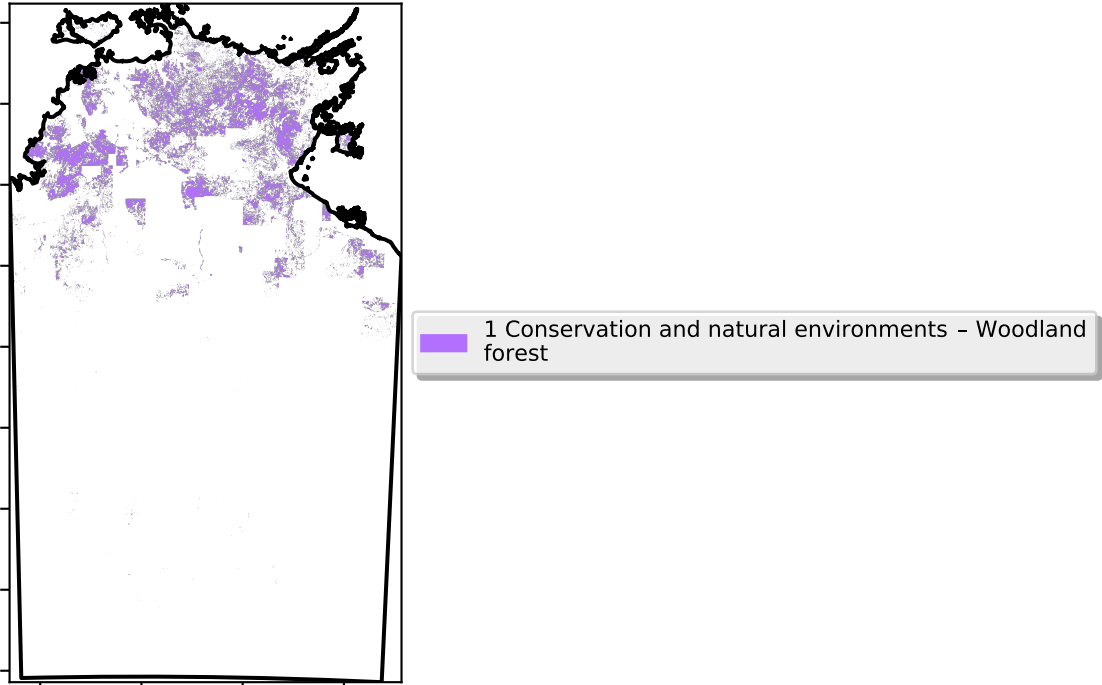 1 Conservation and natural environments – Woodland
forest